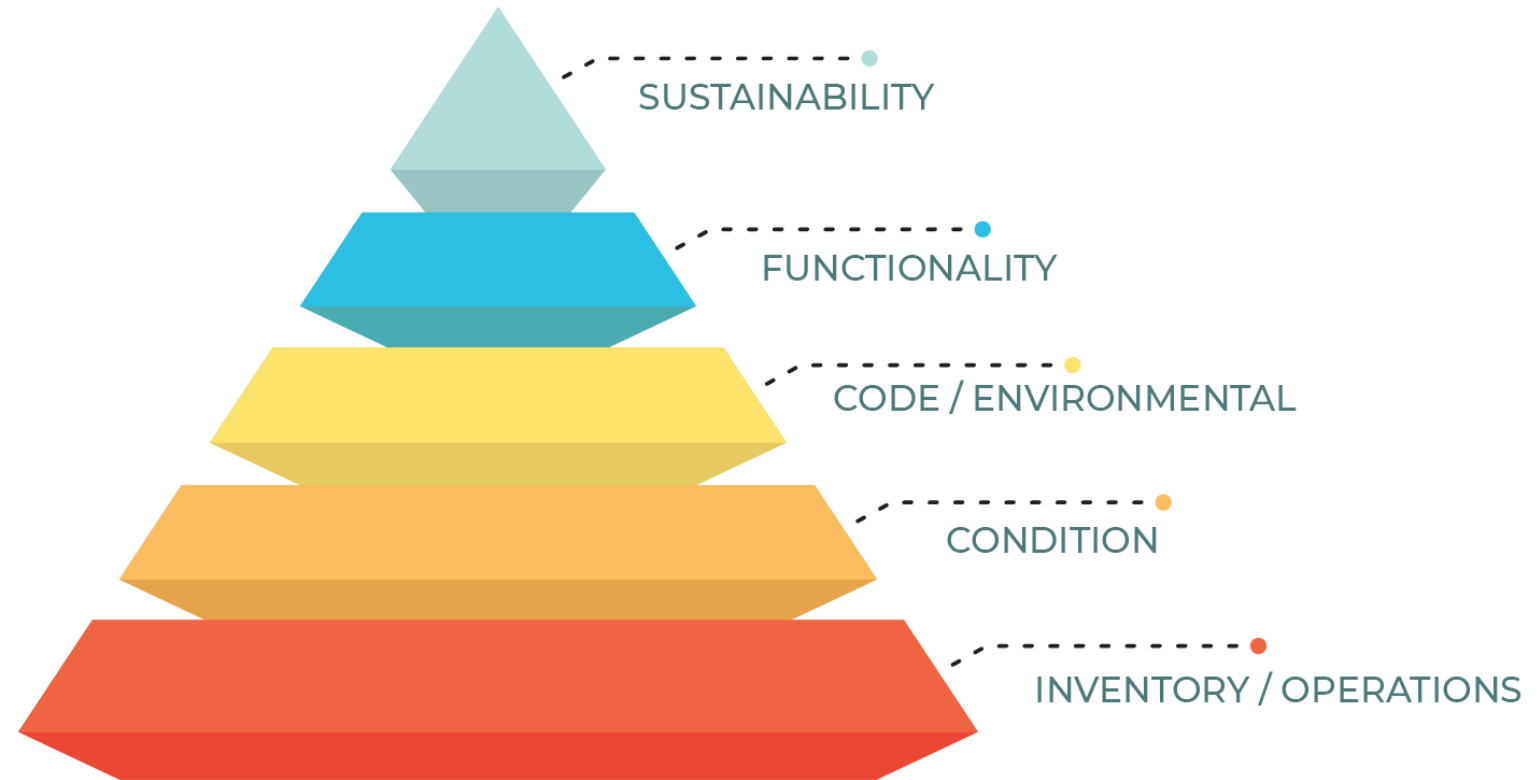 SUSTAINABILITY
FUNCTIONALITY
CODE / ENVIRONMENTAL
CONDITION
INVENTORY / OPERATIONS